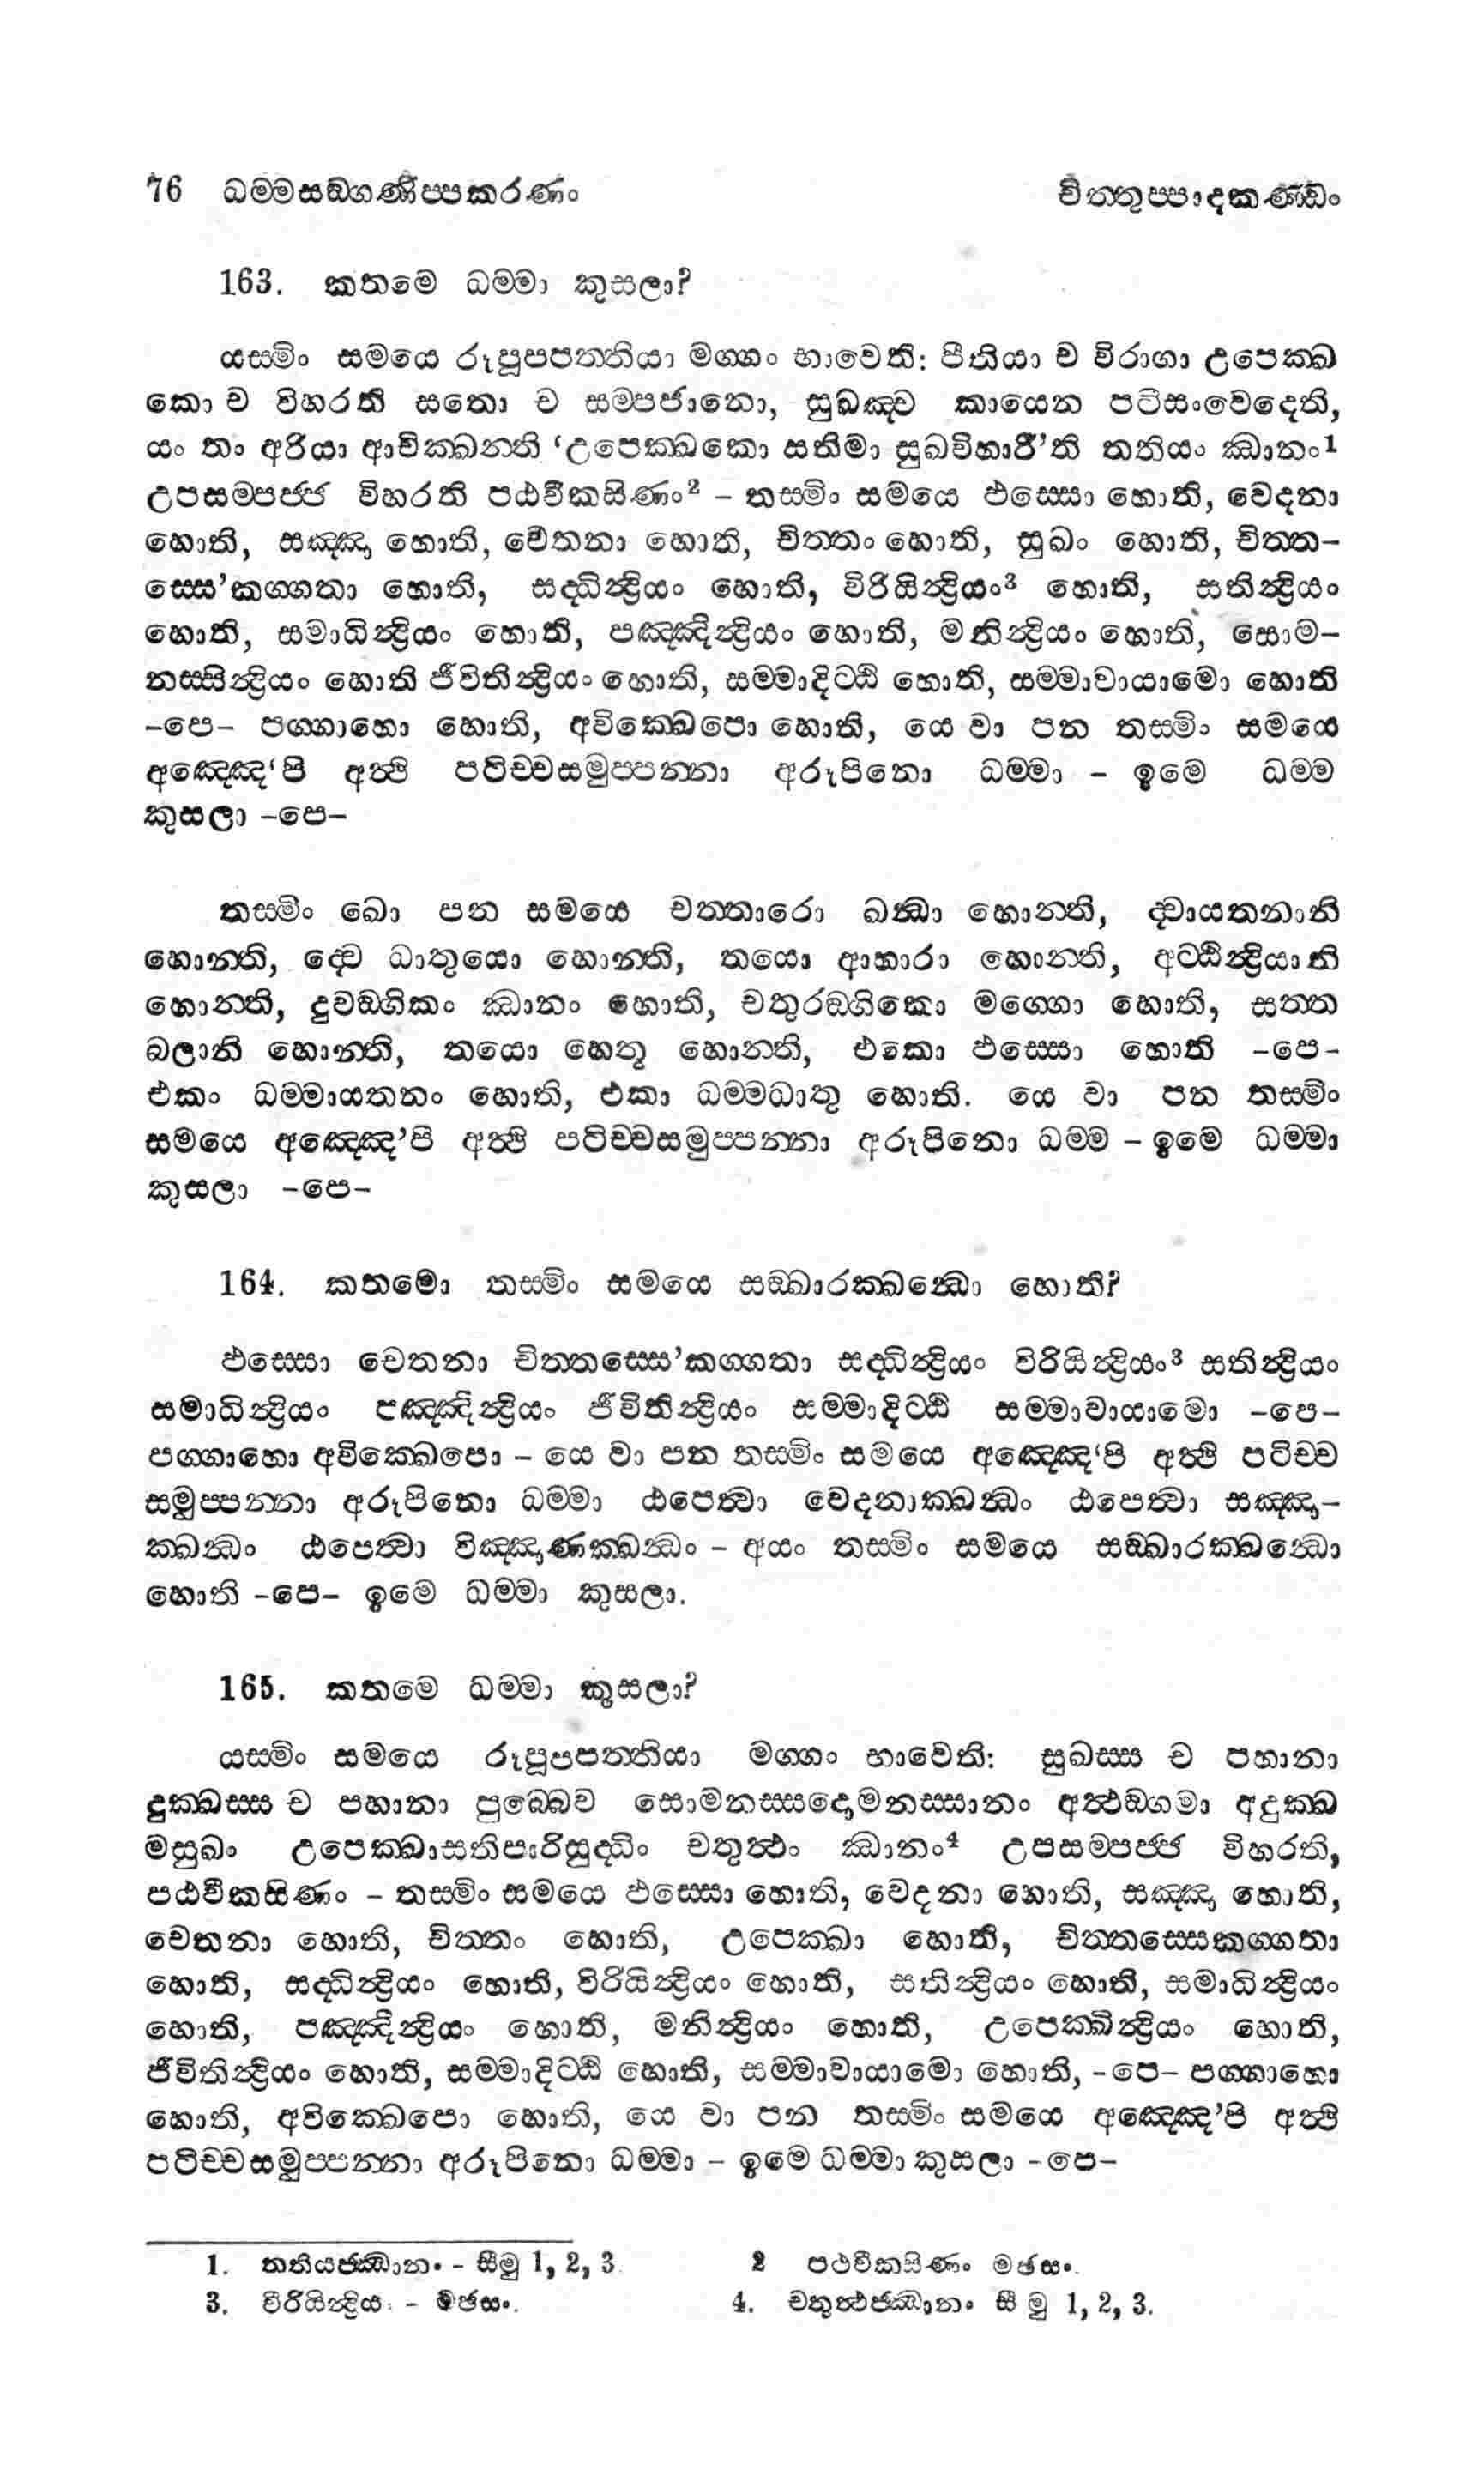 76 ධම්මසඞ්ගණිප්පකරණං චිත්තුප්පාදකණ්ඩං
163. කතමෙ ධම්මා කුසලා?
යස්මිං සමයෙ රූපූපපත්තියා මග්ගං භාවෙති: පීතියා ච විරාගා උපෙක්ඛ
කො ච විහරති සතො ච සම්පජානො, සුඛඤ්ච කායෙන පටිසංවෙදෙති,
යං තං අරියා ආචික්ඛන්ති ‘උපෙක්ඛකො සතිමා සුඛවිහාරී’ති තතියං ඣානං¹
උපසම්පජ්ජ විහරති පඨවීකසිණං² – තස්මිං සමයෙ ඵස්සො හොති, වෙදනා
හොති, සඤ්ඤා හොති, චෙතනා හොති, චිත්තං හොති, සුඛං හොති, චිත්ත–
ස්සෙ’කග්ගතා හොති, සද්ධින්ද්‍රියං හොති, විරියින්ද්‍රියං³ හොති, සතින්ද්‍රියං
හොති, සමාධින්ද්‍රියං හොති, පඤ්ඤින්ද්‍රියං හොති, මනින්ද්‍රියං හොති, සොම–
නස්සින්ද්‍රියං හොති ජීවිතින්ද්‍රියං හොති, සම්මාදිට්ඨි හොති, සම්මාවායාමො හොති
–පෙ– පග්ගාහො හොති, අවික්ඛෙපො හොති, යෙ වා පන තස්මිං සමයෙ
අඤ්ඤෙ‘පි අත්ථි පටිච්චසමුප්පන්නා අරූපිනො ධම්මා – ඉමෙ ධම්ම
කුසලා –පෙ–
තස්මිං ඛො පන සමයෙ චත්තාරො ඛන්ධා හොන්ති, ද්වායතනානි
හොන්ති, ද්වෙ ධාතුයො හොන්ති, තයො ආහාරා හොන්ති, අට්ඨින්ද්‍රියානි
හොන්ති, දුවඞ්ගිකං ඣානං හොති, චතුරඞ්ගිකො මග්ගො හොති, සත්ත
බලානි හොන්ති, තයො හෙතූ හොන්ති, එකො ඵස්සො හොති –පෙ–
එකං ධම්මායතනං හොති, එකා ධම්මධාතු හොති. යෙ වා පන තස්මිං
සමයෙ අඤ්ඤෙ’පි අත්ථි පටිච්චසමුප්පන්නා අරූපිනො ධම්ම – ඉමෙ ධම්මා
කුසලා –පෙ–
164. කතමො තස්මිං සමයෙ සඞ්ඛාරක්ඛන්ධො හොති?
ඵස්සො චෙතනා චිත්තස්සෙ’කග්ගතා සද්ධින්ද්‍රියං විරියින්ද්‍රියං³ සතින්ද්‍රියං
සමාධින්ද්‍රියං පඤ්ඤින්ද්‍රියං ජීවිතින්ද්‍රියං සම්මාදිට්ඨි සම්මාවායාමො –පෙ–
පග්ගාහො අවික්ඛෙපො – යෙ වා පන තස්මිං සමයෙ අඤ්ඤෙ‘පි අත්ථි පටිච්ච
සමුප්පන්නා අරූපිනො ධම්මා ඨපෙත්වා වෙදනාක්ඛන්ධං ඨපෙත්වා සඤ්ඤා–
ක්ඛන්ධං ඨපෙත්වා විඤ්ඤාණක්ඛන්ධං – අයං තස්මිං සමයෙ සඞ්ඛාරක්ඛන්ධො
හොති –පෙ– ඉමෙ ධම්මා කුසලා.
165. කතමෙ ධම්මා කුසලා?
යස්මිං සමයෙ රූපූපපත්තියා මග්ගං භාවෙති: සුඛස්ස ච පහානා
දුක්ඛස්ස ච පහානා පුබ්බෙව සොමනස්සදොමනස්සානං අත්ථඞ්ගමා අදුක්ඛ
මසුඛං උපෙක්ඛාසතිපාරිසුද්ධිං චතුත්ථං ඣානං⁴ උපසම්පජ්ජ විහරති,
පඨවීකසිණං – තස්මිං සමයෙ ඵස්සො හොති, වෙදනා හොති, සඤ්ඤා හොති,
චෙතනා හොති, චිත්තං හොති, උපෙක්ඛා හොති, චිත්තස්සෙකග්ගතා
හොති, සද්ධින්ද්‍රියං හොති, විරියින්ද්‍රියං හොති, සතින්ද්‍රියං හොති, සමාධින්ද්‍රියං
හොති, පඤ්ඤින්ද්‍රියං හොති, මනින්ද්‍රියං හොති, උපෙක්ඛින්ද්‍රියං හොති,
ජීවිතින්ද්‍රියං හොති, සම්මාදිට්ඨි හොති, සම්මාවායාමො හොති, –පෙ– පග්ගාහො
හොති, අවික්ඛෙපො හොති, යෙ වා පන තස්මිං සමයෙ අඤ්ඤෙ’පි අත්ථි
පටිච්චසමුප්පන්නා අරූපිනො ධම්මා – ඉමෙ ධම්මා කුසලා –පෙ–
1. තතියජ්ඣානං – සීමු 1, 2, 3. 2 පථවීකසිණං මඡසං.
3. වීරියින්ද්‍රියං – මඡසං. 4. චතුත්ථජ්ඣානං සී මු 1, 2, 3.